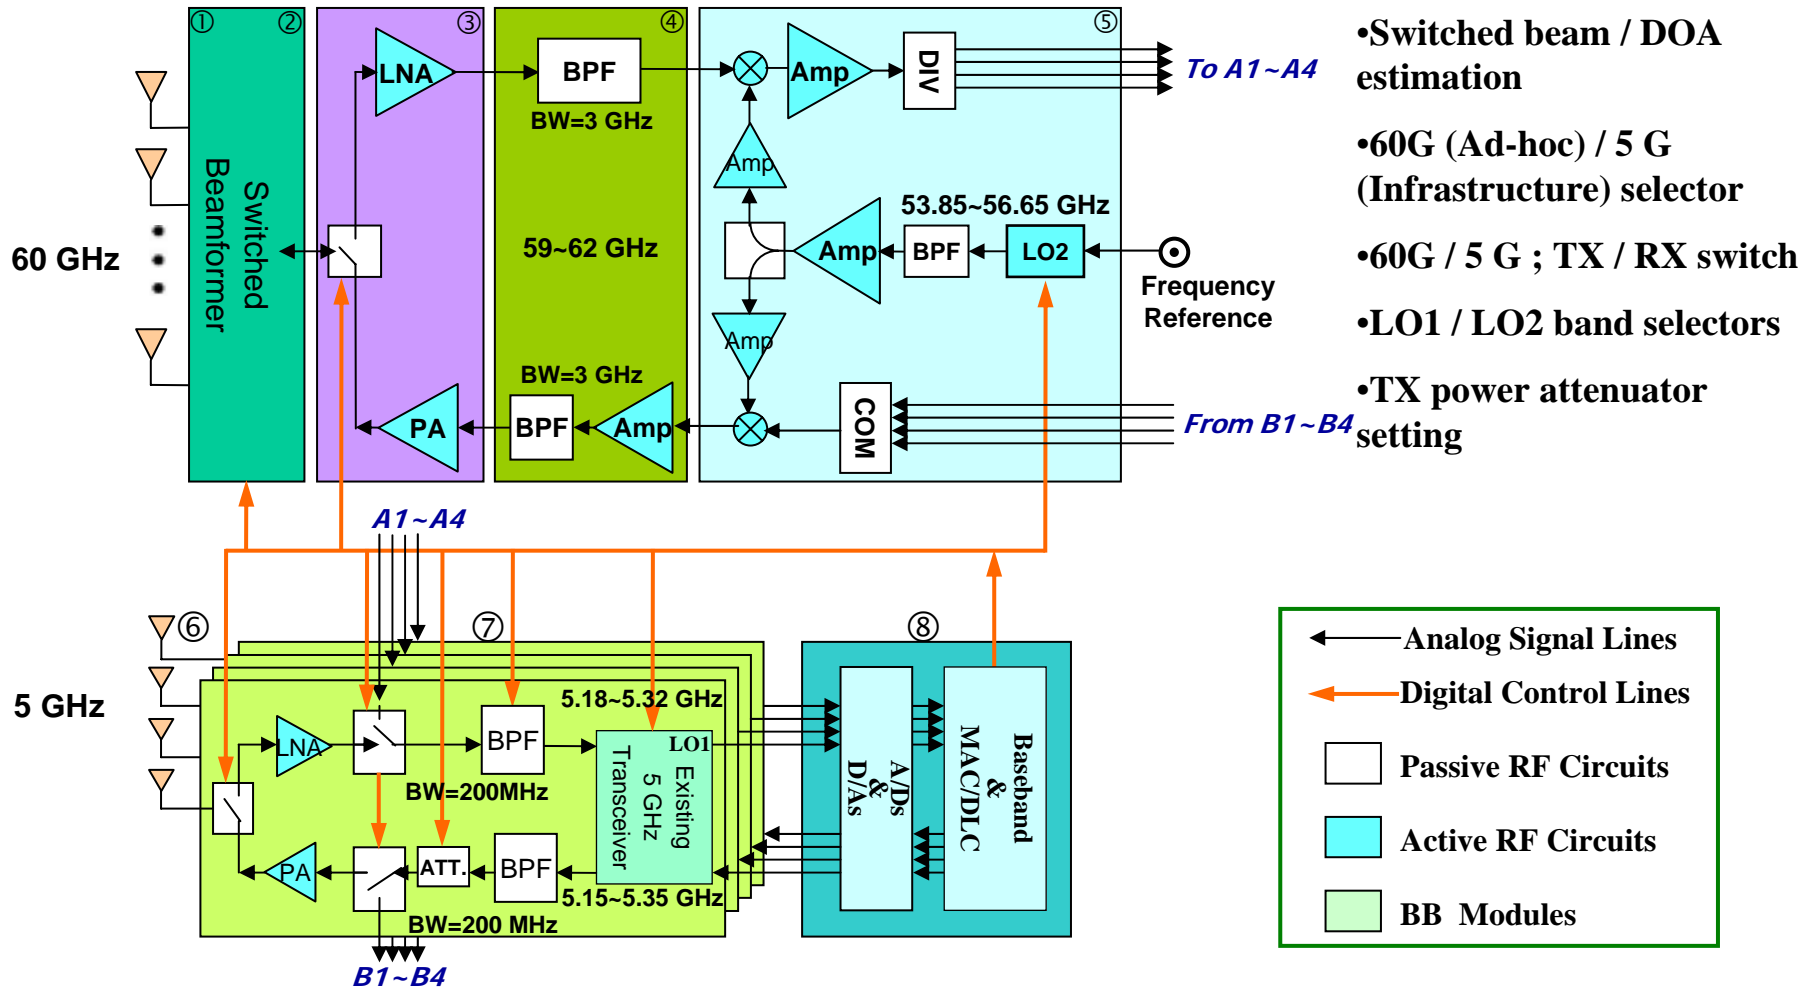 ①
②
③
④
⑤
•Switched beam / DOA
estimation
•60G (Ad-hoc) / 5 G
(Infrastructure) selector
•60G / 5 G ; TX / RX switch
•LO1 / LO2 band selectors
•TX power attenuator
setting
60 GHz
Switched
Beamformer
LNA
PA
BPF
BW=3 GHz
59~62 GHz
BW=3 GHz
BPF
Amp
Amp
DIV
To A1~A4
Amp
53.85~56.65 GHz
Amp
BPF
LO2
Frequency
Reference
Amp
COM
From B1~B4
A1~A4
⑥
⑦
⑧
5 GHz
5.18~5.32 GHz
LNA
BPF
LO1
BW=200MHz
Existing
5 GHz
Transceiver
PA
ATT.
BPF
5.15~5.35 GHz
BW=200 MHz
B1~B4
A/Ds
&
D/As
Baseband
&
MAC/DLC
Analog Signal Lines
Digital Control Lines
Passive RF Circuits
Active RF Circuits
BB Modules